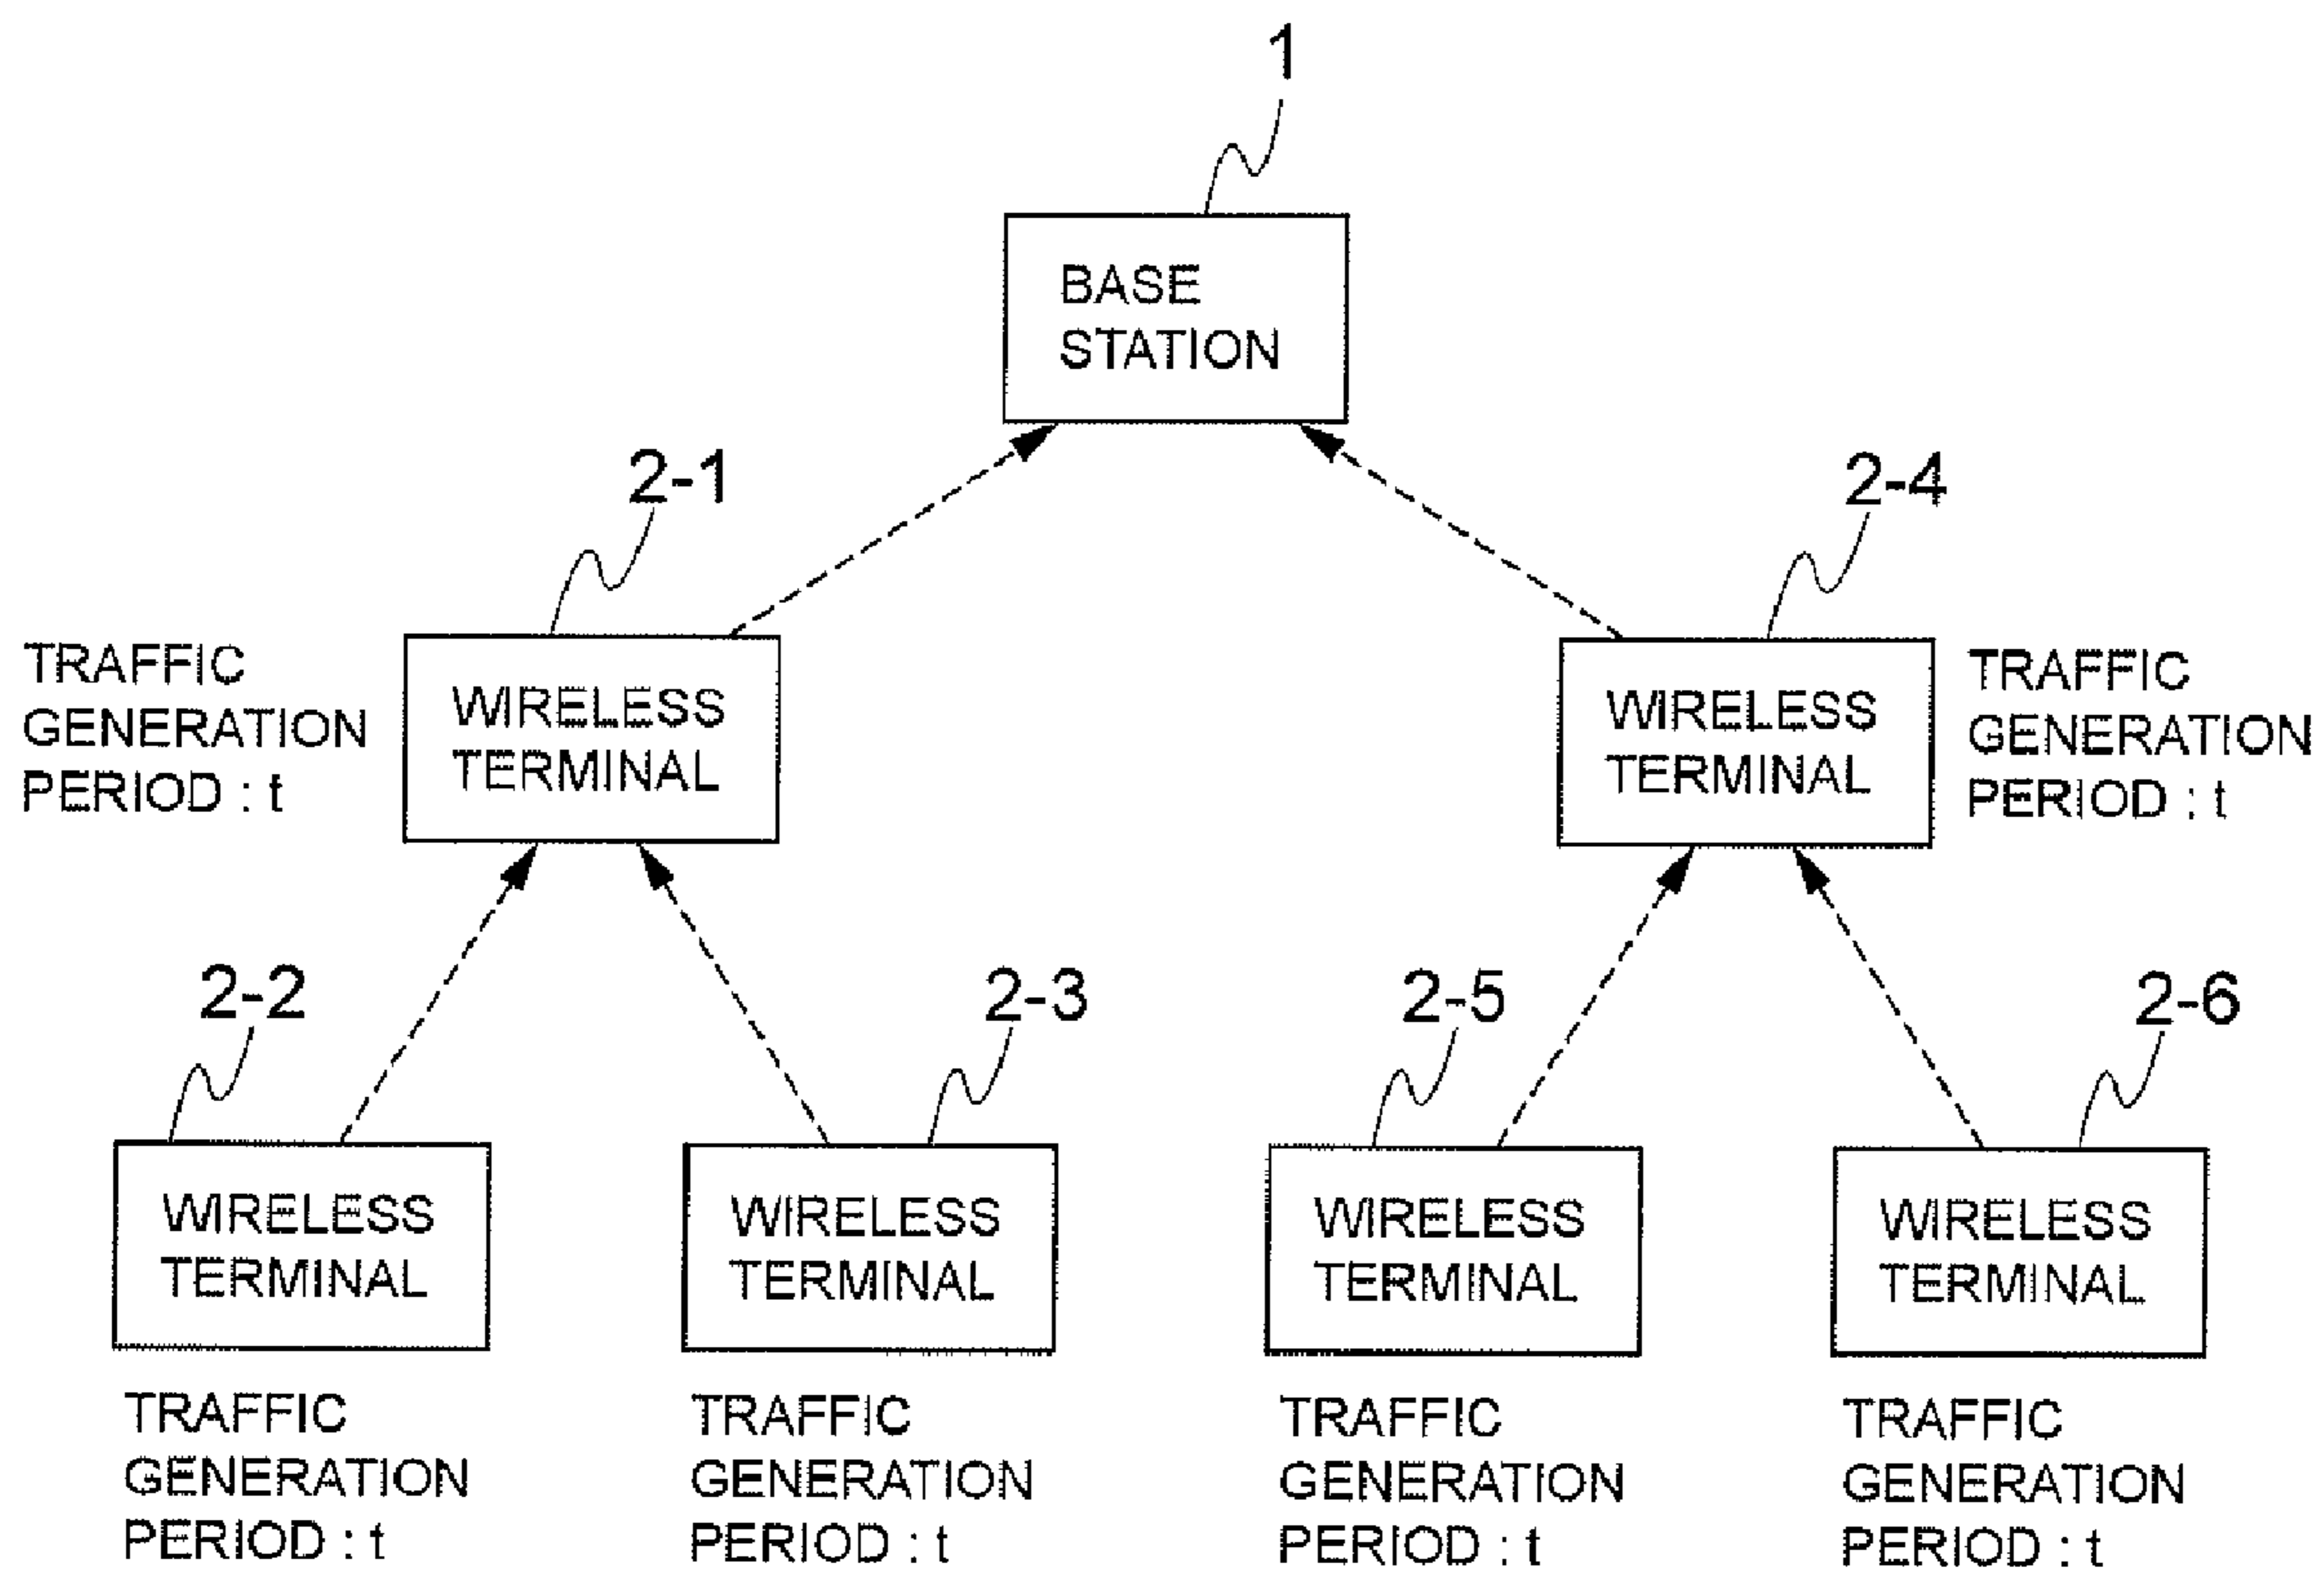 1
BASE
STATION
2-1
2-4
TRAFFIC
GENERATION
PERIOD : t
WIRELESS
TERMINAL
WIRELESS
TERMINAL
TRAFFIC
GENERATION
PERIOD : t
2-2
2-3
2-5
2-6
WIRELESS
TERMINAL
WIRELESS
TERMINAL
WIRELESS
TERMINAL
WIRELESS
TERMINAL
TRAFFIC
GENERATION
PERIOD : t
TRAFFIC
GENERATION
PERIOD : t
TRAFFIC
GENERATION
PERIOD : t
TRAFFIC
GENERATION
PERIOD : t